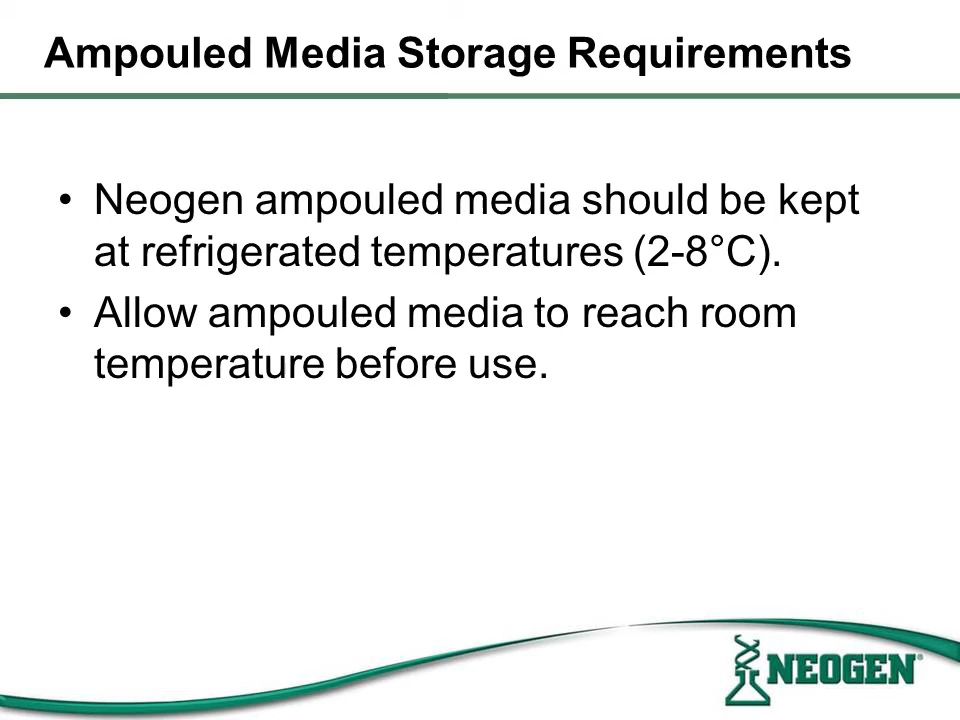 Ampouled Media Storage Requirements
• Neogen ampouled media should be kept
at refrigerated temperatures (2-8°C).
• Allow ampouled media to reach room
temperature before use.
NEOGEN®